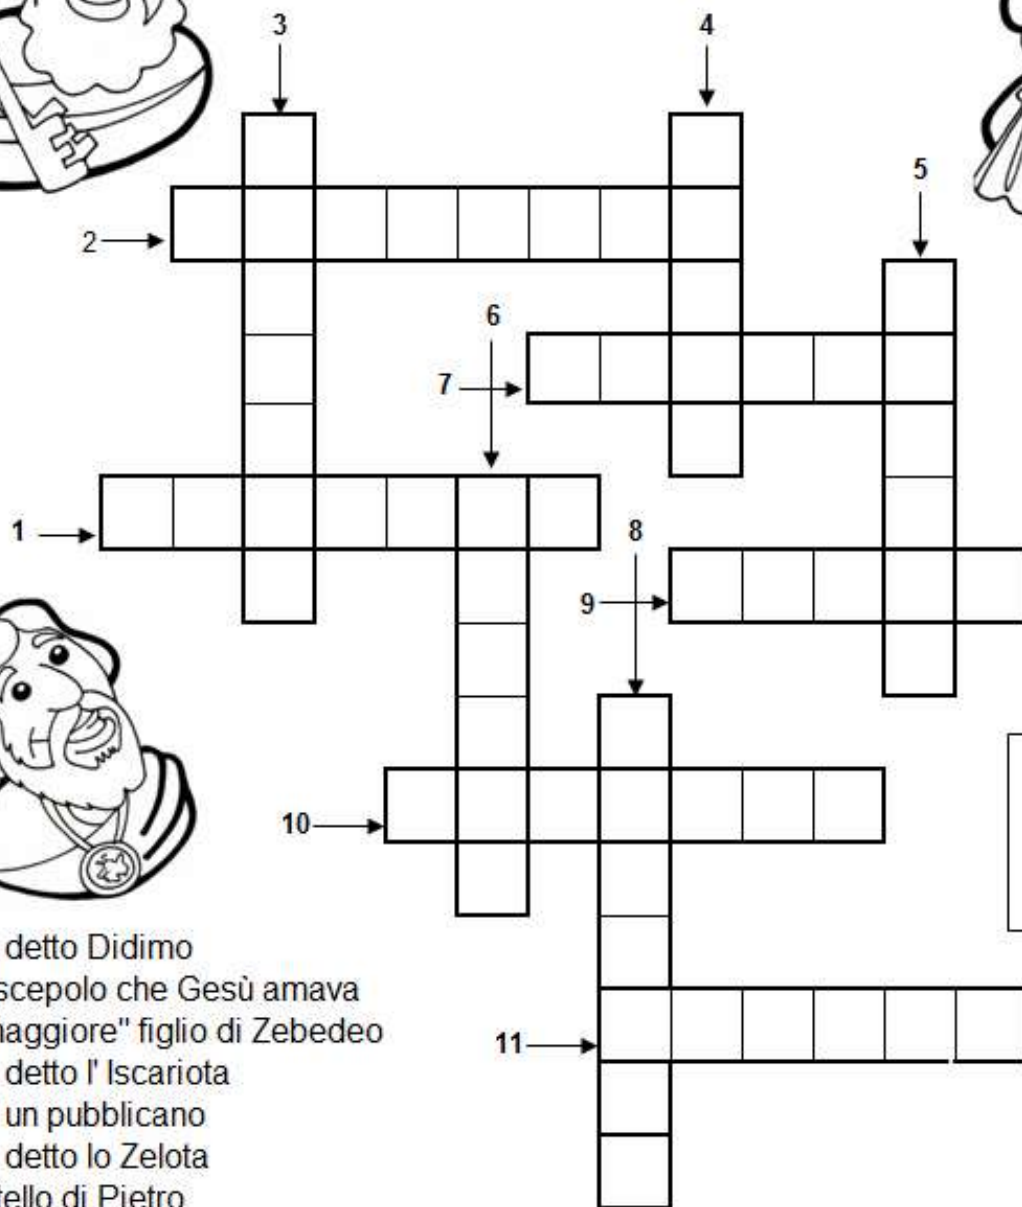 3
4
5
2
6
7
1
8
9
10
detto Didimo
scepolo che Gesù amava
maggiore" figlio di Zebedeo
11
detto l' Iscariota
un pubblicano
detto lo Zelota
tello di Pietro